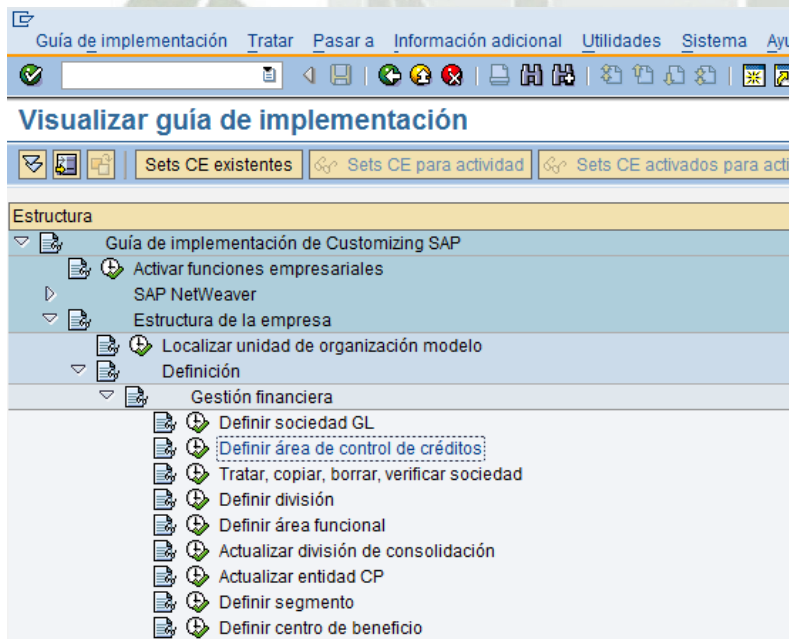 Guía de implementación Tratar Pasar a Información adicional Utilidades Sistema
Visualizar guía de implementación
Sets CE existentes Sets CE para actividad Sets CE activados para
Estructura
Guía de implementación de Customizing SAP
Activar funciones empresariales
SAP NetWeaver
Estructura de la empresa
Localizar unidad de organización modelo
Definición
Gestión financiera
Definir sociedad GL
Definir área de control de créditos
Tratar, copiar, borrar, verificar sociedad
Definir división
Definir área funcional
Actualizar división de consolidación
Actualizar entidad CP
Definir segmento
Definir centro de beneficio